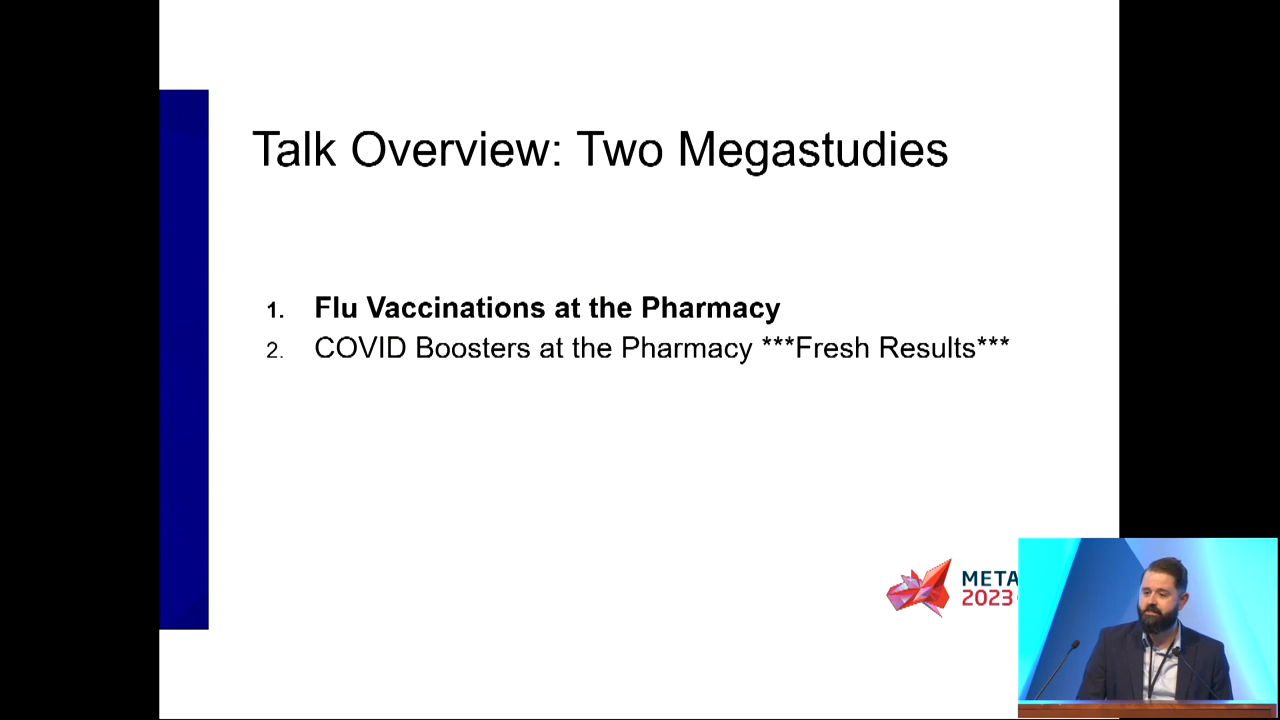 Talk Overview: Two Megastudies
1. Flu Vaccinations at the Pharmacy
2. COVID Boosters at the Pharmacy ***Fresh Results***
META
2023